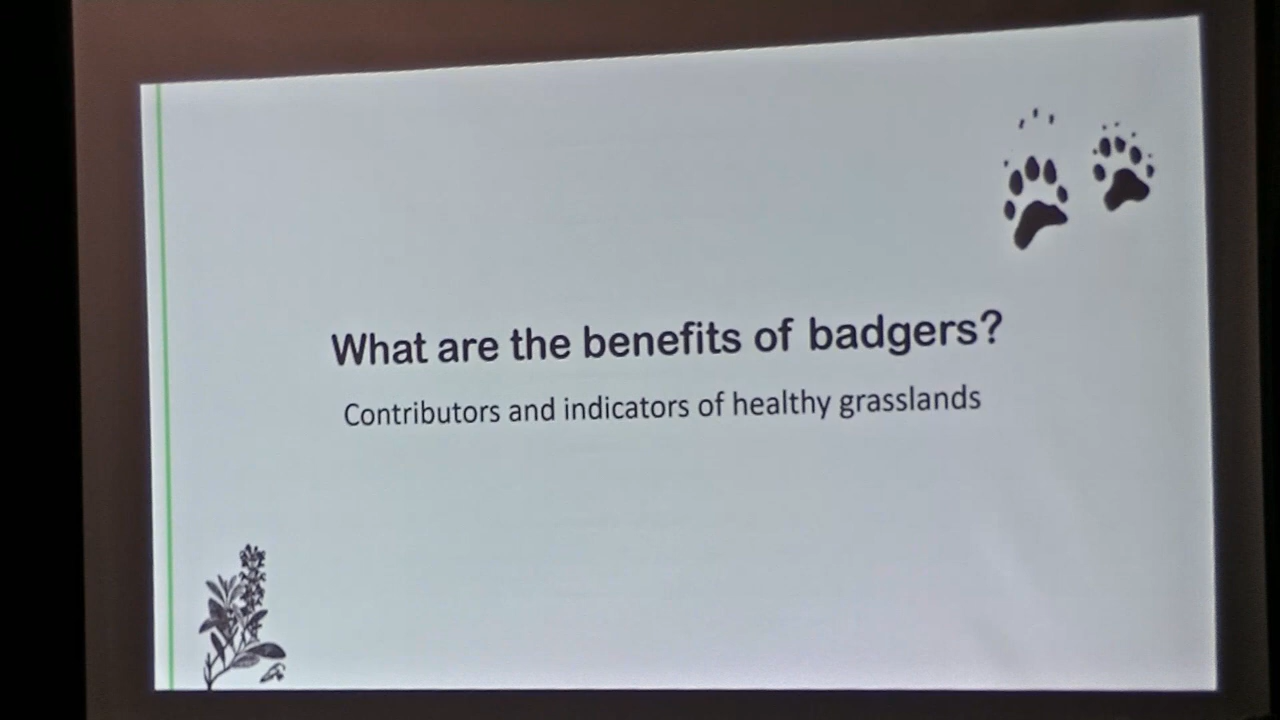 What are the benefits of badgers?
Contributors and indicators of healthy grasslands